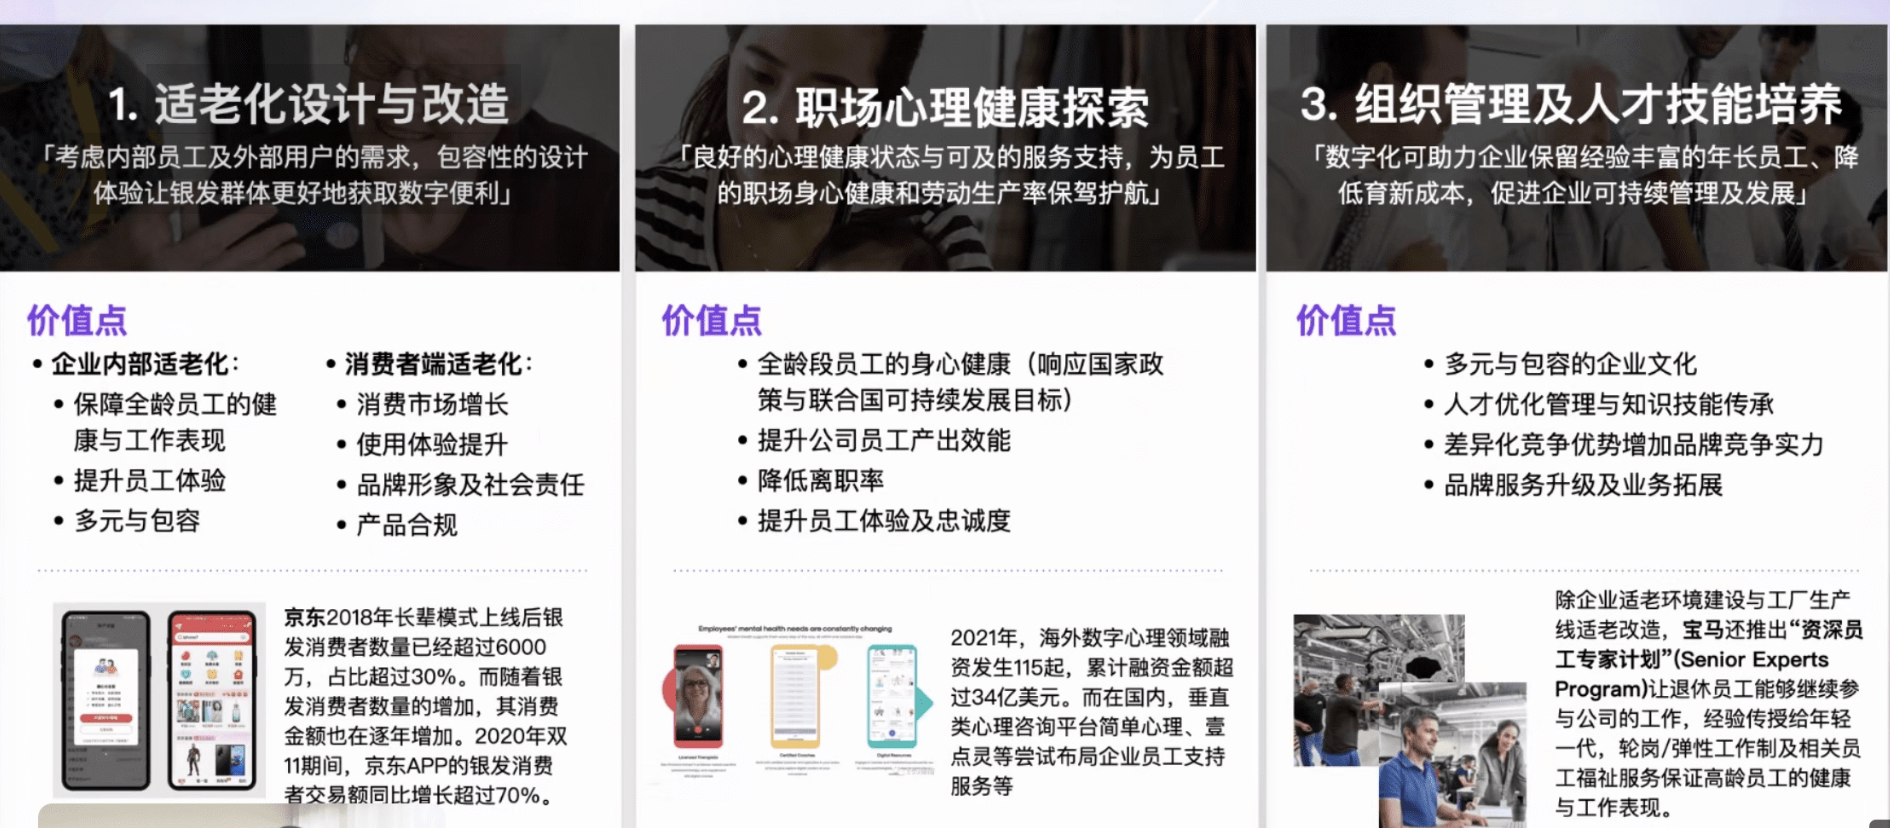 1. 适老化设计与改造
「考虑内部员工及外部用户的需求，包容性的设计
体验让银发群体更好地获取数字便利」
价值点
• 企业内部适老化：
• 保障全龄员工的健
康与工作表现
• 提升员工体验
• 多元与包容
• 消费者端适老化：
• 消费市场增长
• 使用体验提升
• 品牌形象及社会责任
• 产品合规
京东2018年长辈模式上线后银
发消费者数量已经超过6000
万，占比超过30%。而随着银
发消费者数量的增加，其消费
金额也在逐年增加。2020年双
11期间，京东APP的银发消费
者交易额同比增长超过70%。
2. 职场心理健康探索
「良好的心理健康状态与可及的服务支持，为员工
的职场身心健康和劳动生产率保驾护航」
价值点
• 全龄段员工的身心健康（响应国家政
策与联合国可持续发展目标）
• 提升公司员工产出效能
• 降低离职率
• 提升员工体验及忠诚度
Employees' mental health needs are constantly changing
Licensed Therapists
Certified Coaches
Digital Resources
2021年，海外数字心理领域融
资发生115起，累计融资金额超
过34亿美元。而在国内，垂直
类心理咨询平台简单心理、壹
点灵等尝试布局企业员工支持
服务等
3. 组织管理及人才技能培养
「数字化可助力企业保留经验丰富的年长员工、降
低育新成本，促进企业可持续管理及发展」
价值点
• 多元与包容的企业文化
• 人才优化管理与知识技能传承
• 差异化竞争优势增加品牌竞争实力
• 品牌服务升级及业务拓展
除企业适老环境建设与工厂生产
线适老改造，宝马还推出“资深员
工专家计划”(Senior Experts
Program)让退休员工能够继续参
与公司的工作，经验传授给年轻
一代，轮岗/弹性工作制及相关员
工福祉服务保证高龄员工的健康
与工作表现。